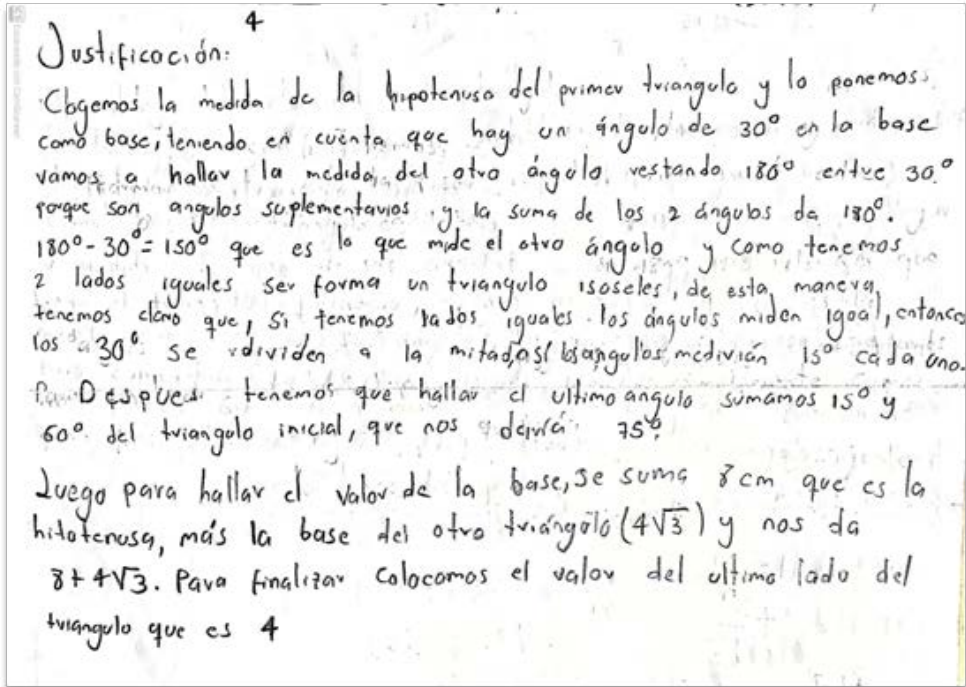 4
Justificación:
Cogemos la medida de la hipotenusa del primer triangulo y lo ponemos
como base, teniendo en cuenta que hay un ángulo de 30° en la base
vamos a hallar la medida del otro ángulo restando 180° entre 30°
porque son angulos suplementarios y la suma de los 2 ángulos da 180°.
180° - 30° = 150° que es lo que mide el otro ángulo y como tenemos
2 lados iguales ser forma un triangulo isoseles, de esta manera,
tenemos claro que, si tenemos lados iguales los ángulos miden igual, entonces
los 30° se dividen a la mitad, así los angulos medirian 15° cada uno.
Despues tenemos que hallar el ultimo angulo sumamos 15° y
60° del triangulo inicial, que nos daría 75°
Luego para hallar el valor de la base, se suma 8 cm que es la
hitotenusa, más la base del otro triángulo (4√3) y nos da
8 + 4√3. Para finalizar colocamos el valor del ultimo lado del
triangulo que es 4